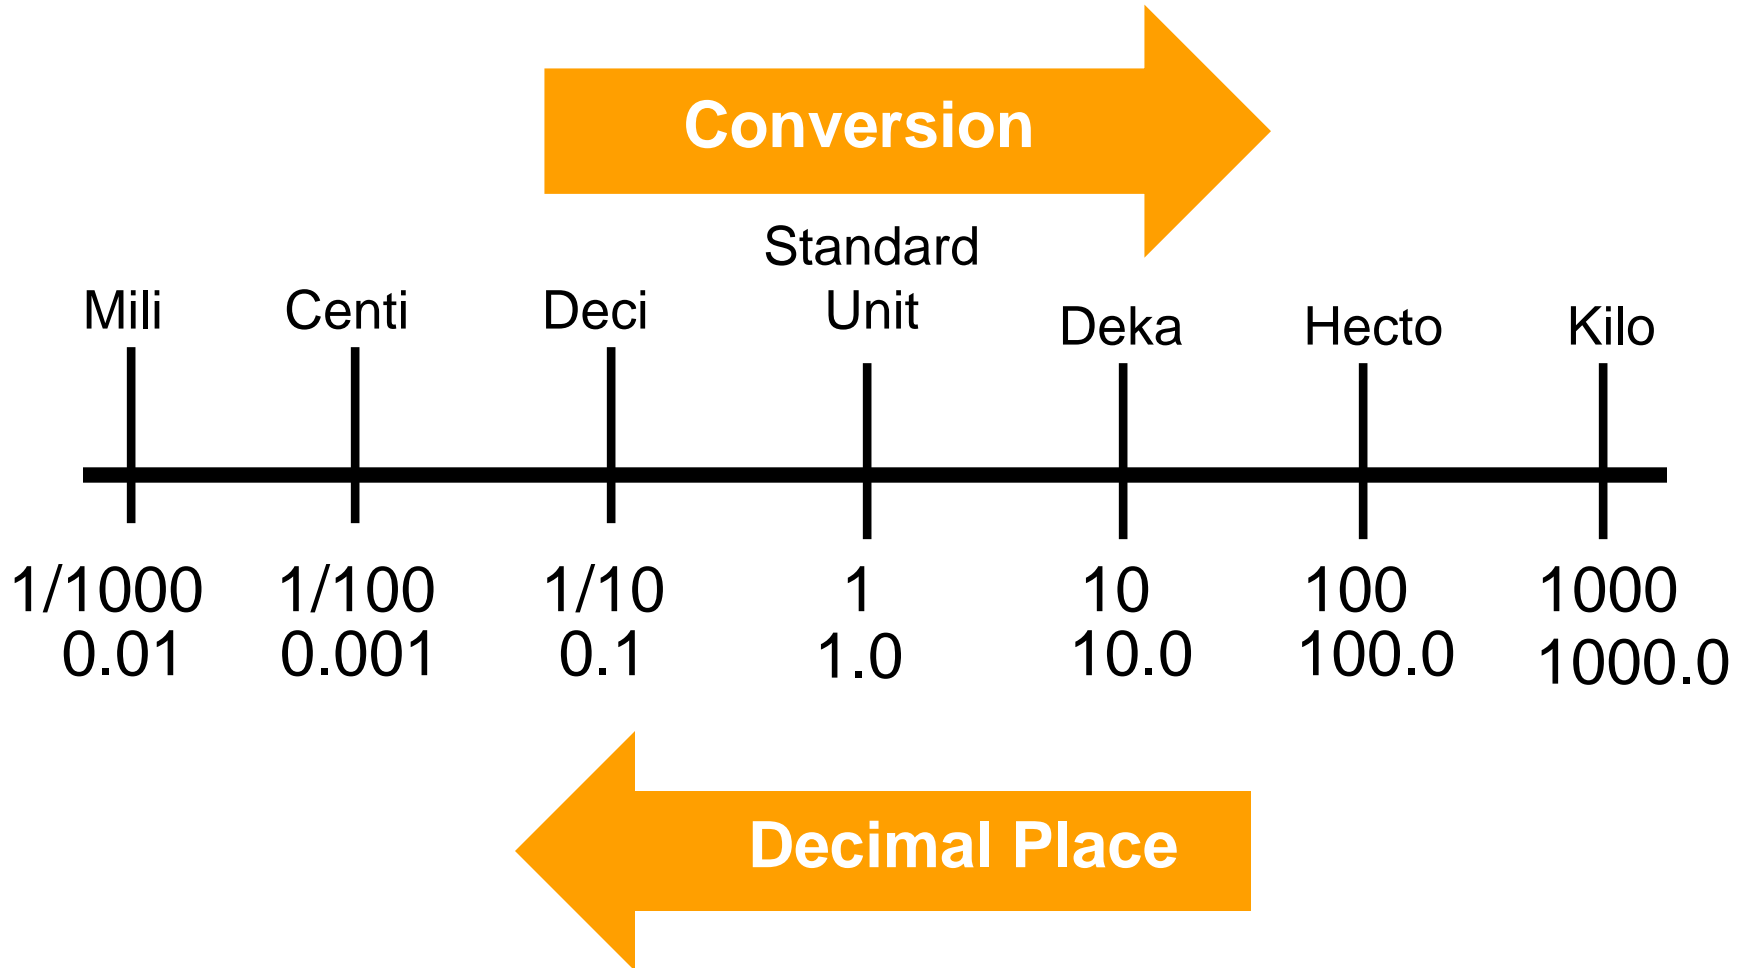 Conversion
Standard
Mili Centi Deci Unit Deka Hecto Kilo
1/1000 1/100 1/10 1 10 100 1000
0.01 0.001 0.1 1.0 10.0 100.0 1000.0
Decimal Place